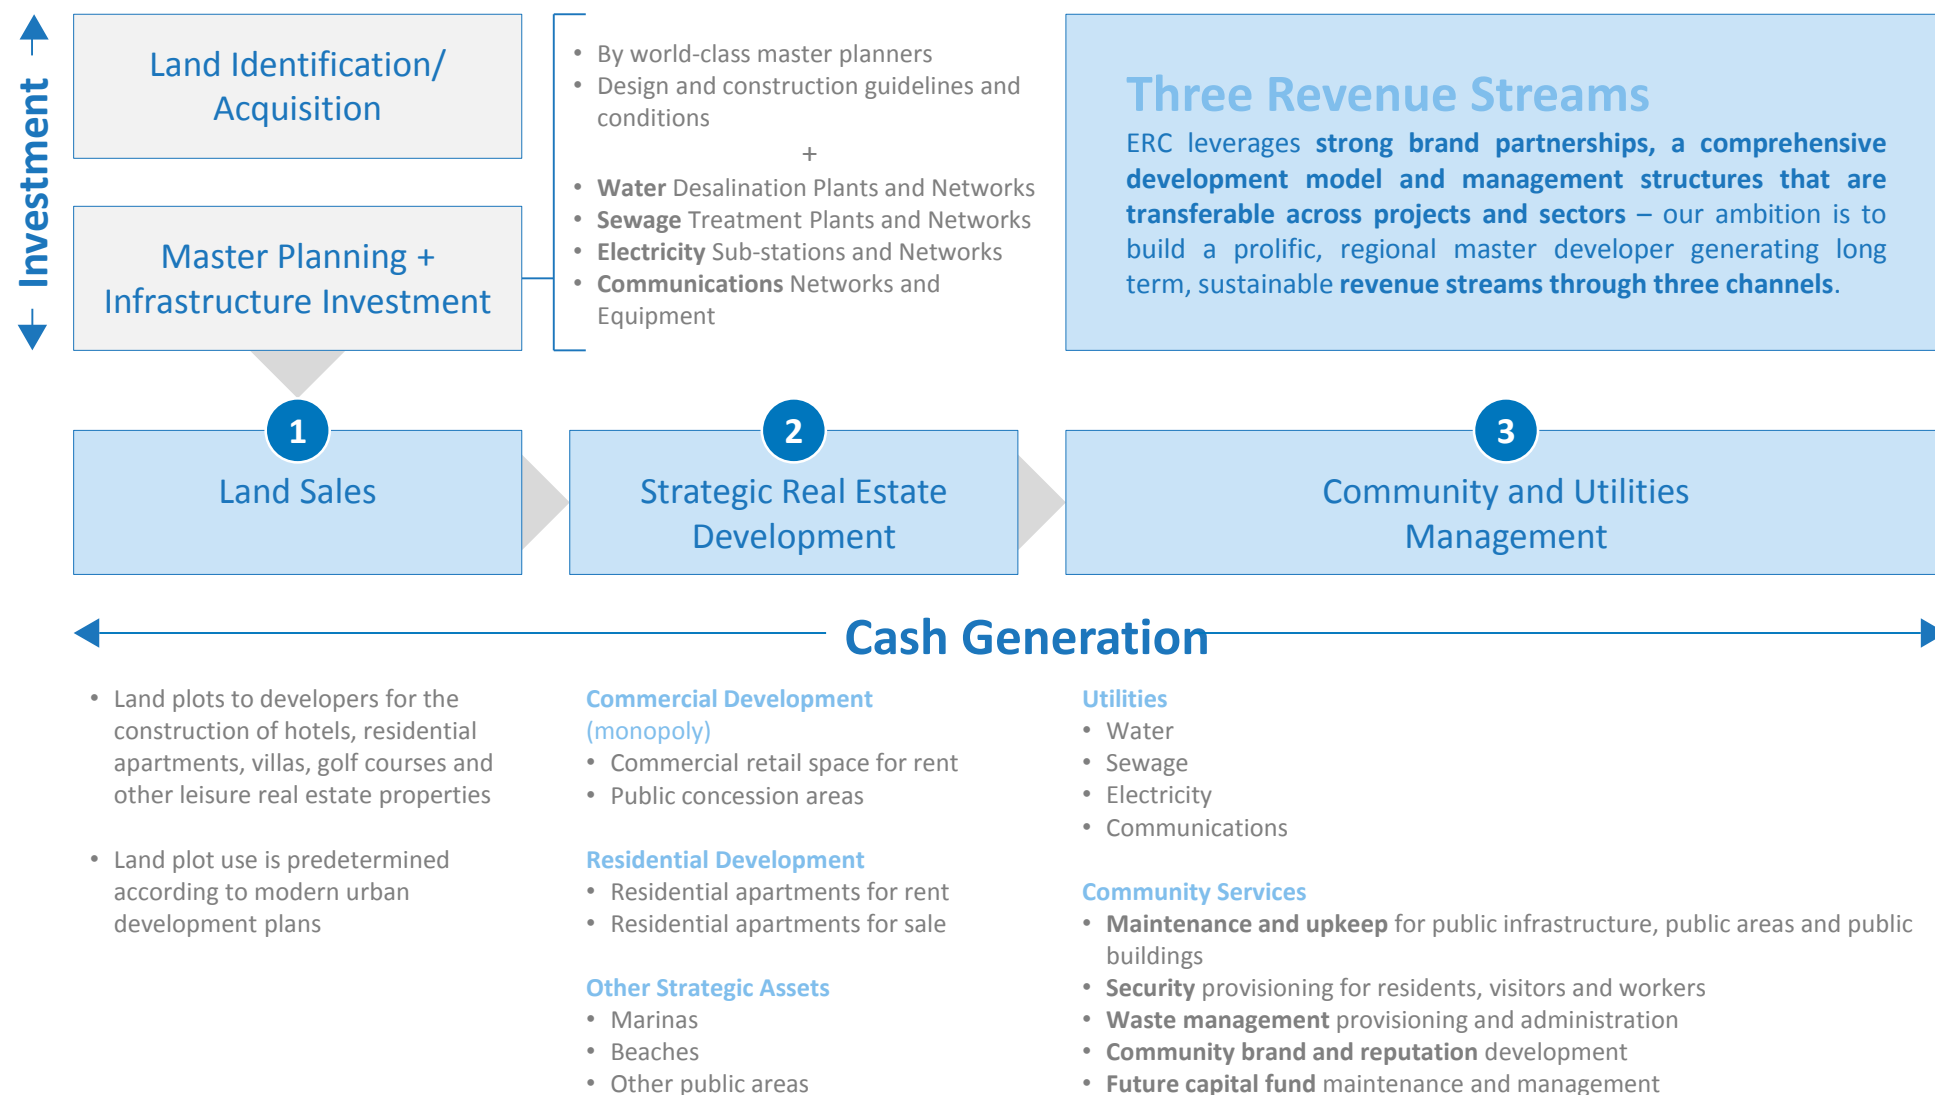 Investment
Land Identification/
Acquisition
Master Planning +
Infrastructure Investment
• By world-class master planners
• Design and construction guidelines and
conditions
+
• Water Desalination Plants and Networks
• Sewage Treatment Plants and Networks
• Electricity Sub-stations and Networks
• Communications Networks and
Equipment
Three Revenue Streams
ERC leverages strong brand partnerships, a comprehensive
development model and management structures that are
transferable across projects and sectors – our ambition is to
build a prolific, regional master developer generating long
term, sustainable revenue streams through three channels.
1
Land Sales
2
Strategic Real Estate
Development
3
Community and Utilities
Management
Cash Generation
• Land plots to developers for the
construction of hotels, residential
apartments, villas, golf courses and
other leisure real estate properties
• Land plot use is predetermined
according to modern urban
development plans
Commercial Development
(monopoly)
• Commercial retail space for rent
• Public concession areas
Residential Development
• Residential apartments for rent
• Residential apartments for sale
Other Strategic Assets
• Marinas
• Beaches
• Other public areas
Utilities
• Water
• Sewage
• Electricity
• Communications
Community Services
• Maintenance and upkeep for public infrastructure, public areas and public
buildings
• Security provisioning for residents, visitors and workers
• Waste management provisioning and administration
• Community brand and reputation development
• Future capital fund maintenance and management